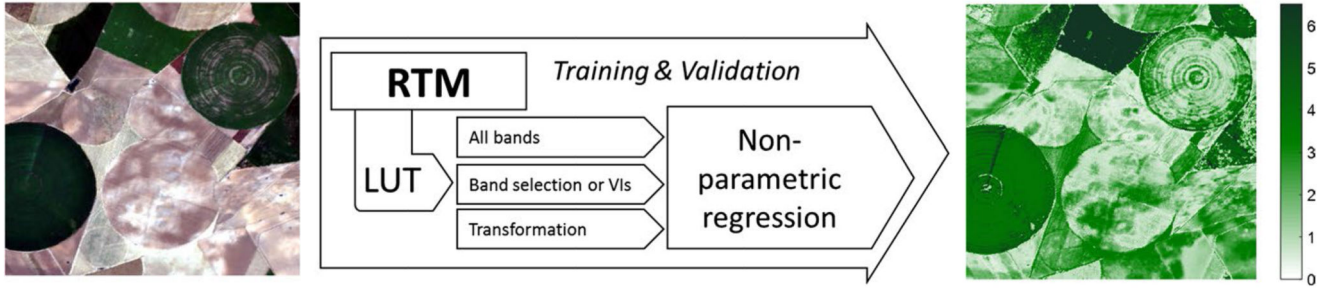 RTM
Training & Validation
LUT
All bands
Band selection or VIs
Transformation
Non-
parametric
regression
6
5
4
3
2
1
0